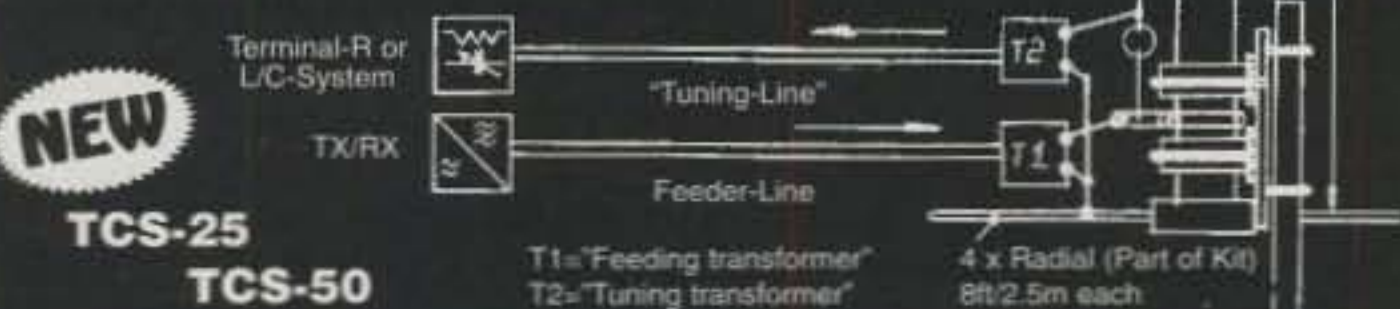 Terminal-R or
L/C-System
T2
"Tuning-Line"
NEW
TX/RX
T1
Feeder-Line
TCS-25
TCS-50
T1="Feeding transformer"
T2="Tuning transformer"
4 x Radial (Part of Kit)
8ft/2.5m each